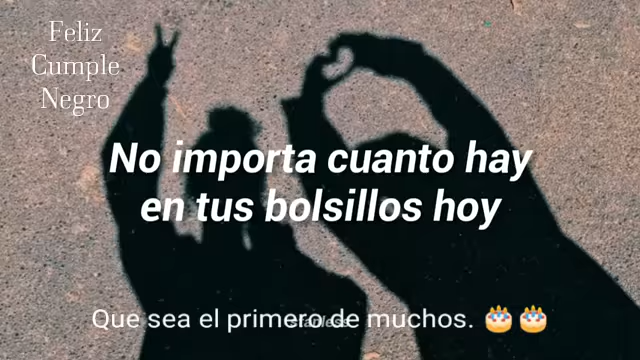 Feliz
Cumple
Negro
No importa cuanto hay
en tus bolsillos hoy
Que sea el primero de muchos. 🎂🎂